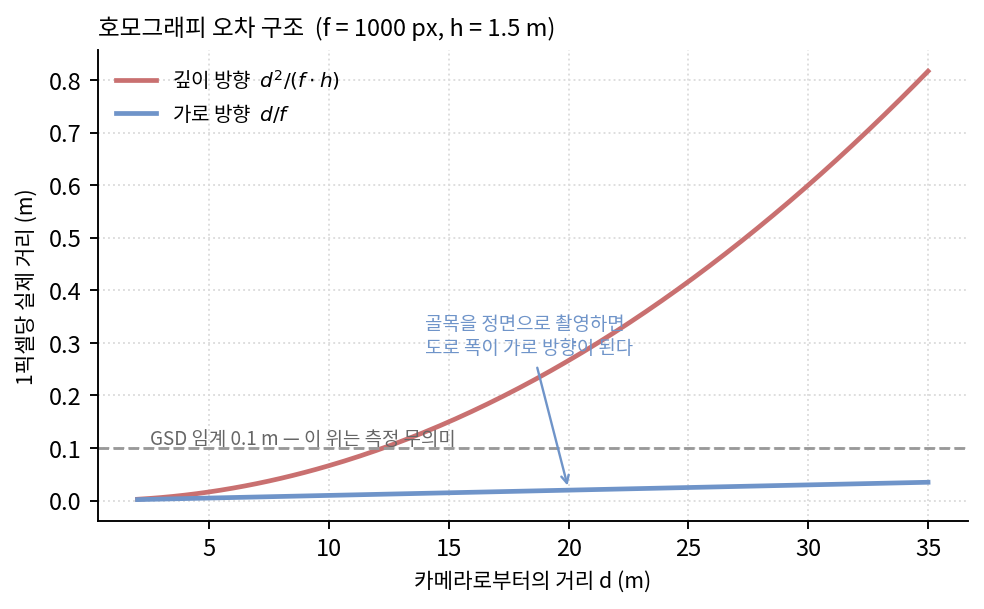 호모그래피 오차 구조 (f = 1000 px, h = 1.5 m)
깊이 방향 d²/(f · h)
가로 방향 d/f
1픽셀당 실제 거리 (m)
0.8
0.7
0.6
0.5
0.4
0.3
0.2
0.1
0.0
골목을 정면으로 촬영하면
도로 폭이 가로 방향이 된다
GSD 임계 0.1 m — 이 위는 측정 무의미
5 10 15 20 25 30 35
카메라로부터의 거리 d (m)